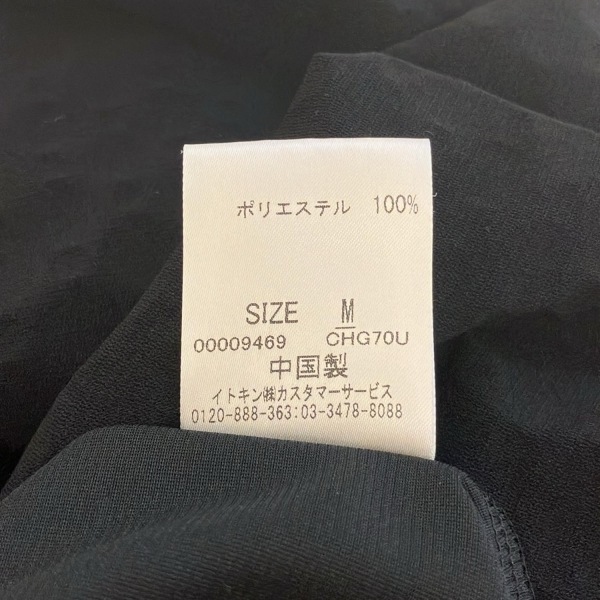 ポリエステル 100%
SIZE M
00009469 CHG70U
中国製
イトキン㈱カスタマーサービス
0120-888-363:03-3478-8088